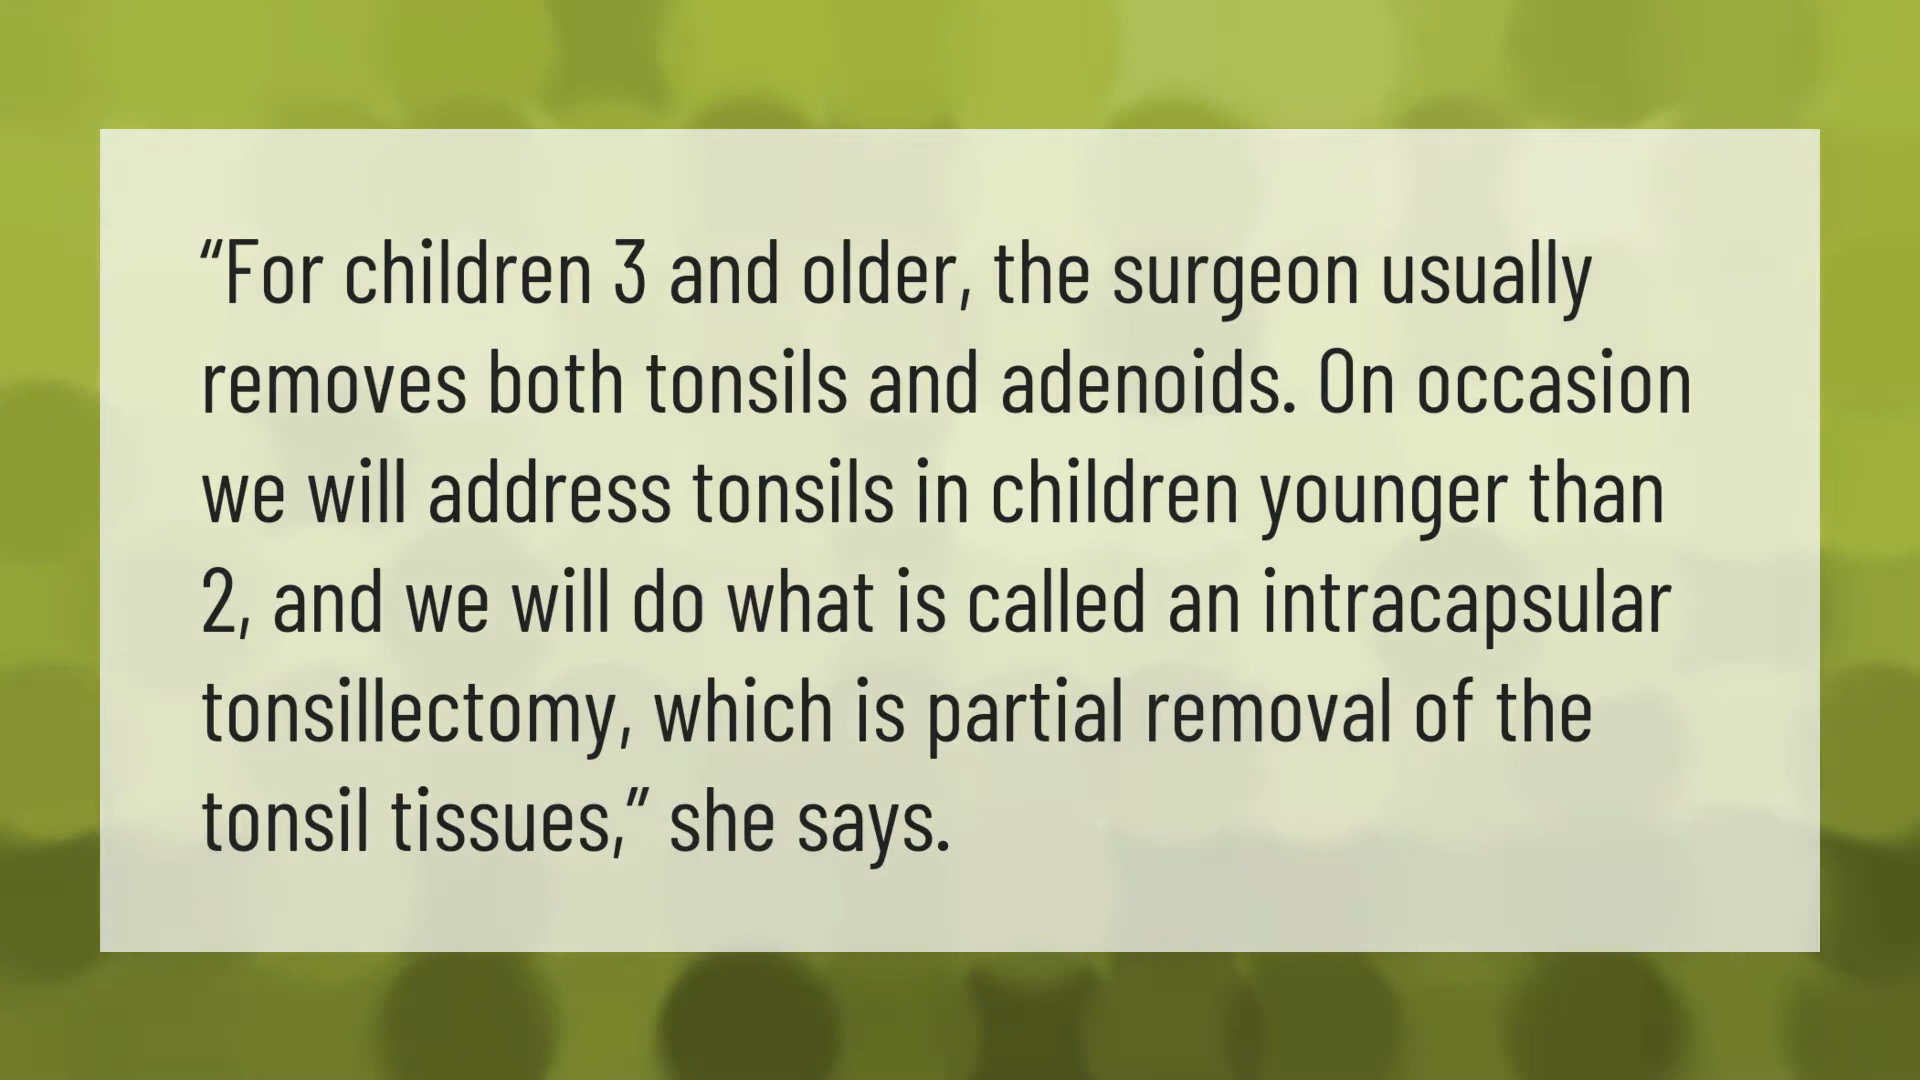 “For children 3 and older, the surgeon usually
removes both tonsils and adenoids. On occasion
we will address tonsils in children younger than
2, and we will do what is called an intracapsular
tonsillectomy, which is partial removal of the
tonsil tissues,” she says.